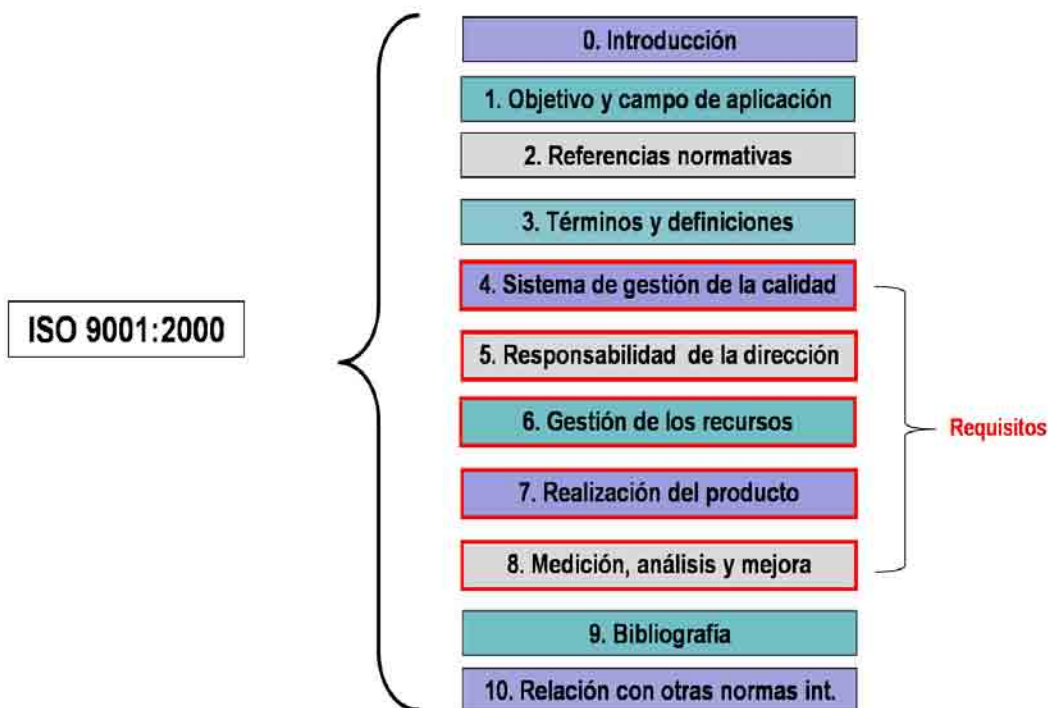 0. Introducción
1. Objetivo y campo de aplicación
2. Referencias normativas
3. Términos y definiciones
4. Sistema de gestión de la calidad
ISO 9001:2000
5. Responsabilidad de la dirección
6. Gestión de los recursos
Requisitos
7. Realización del producto
8. Medición, análisis y mejora
9. Bibliografía
10. Relación con otras normas int.